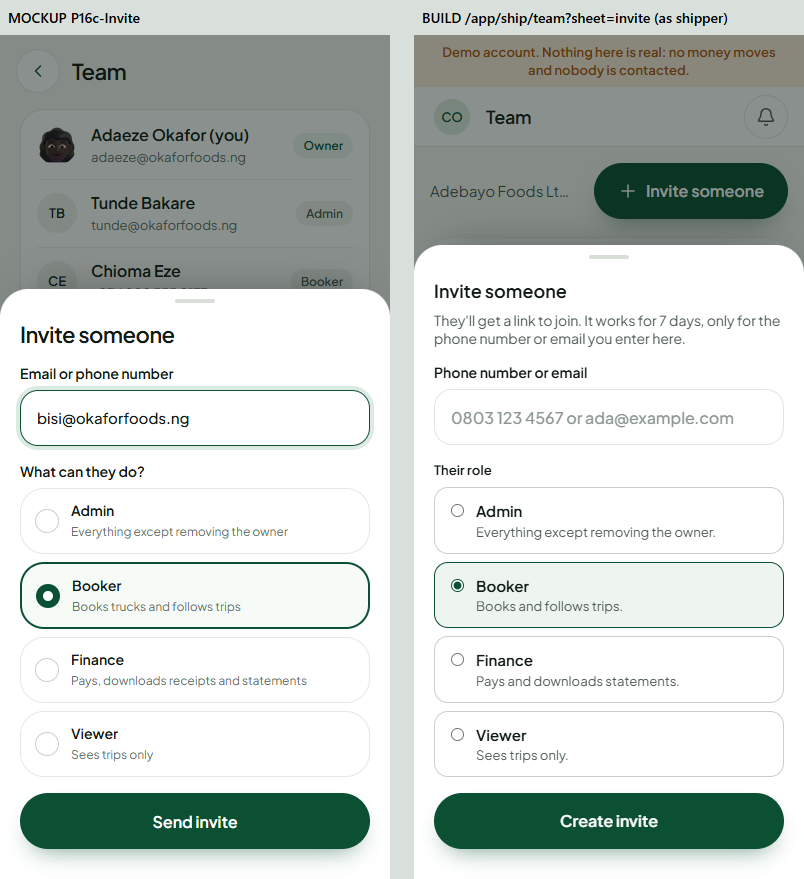 MOCKUP P16c-Invite
Team
Adaeze Okafor (you)
adaeze@okaforfoods.ng
Owner
TB
Tunde Bakare
tunde@okaforfoods.ng
Admin
CE
Chioma Eze
Booker
Invite someone
Email or phone number
bisi@okaforfoods.ng
What can they do?
Admin
Everything except removing the owner
Booker
Books trucks and follows trips
Finance
Pays, downloads receipts and statements
Viewer
Sees trips only
Send invite
BUILD /app/ship/team?sheet=invite (as shipper)
Demo account. Nothing here is real: no money moves
and nobody is contacted.
CO
Team
Adebayo Foods Lt...
Invite someone
Invite someone
They'll get a link to join. It works for 7 days, only for the
phone number or email you enter here.
Phone number or email
0803 123 4567 or ada@example.com
Their role
Admin
Everything except removing the owner.
Booker
Books and follows trips.
Finance
Pays and downloads statements.
Viewer
Sees trips only.
Create invite